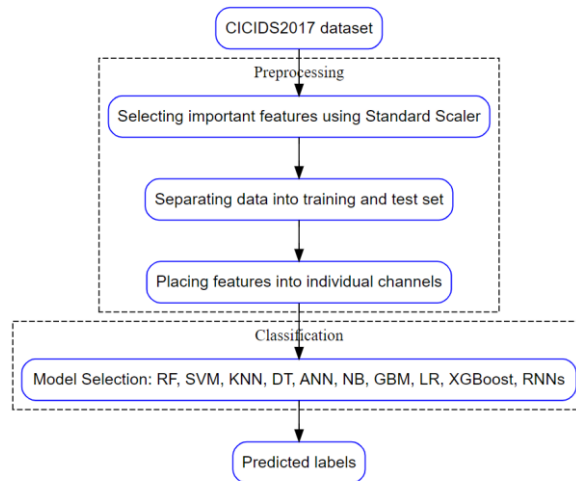 CICIDS2017 dataset
Preprocessing
Selecting important features using Standard Scaler
Separating data into training and test set
Placing features into individual channels
Classification
Model Selection: RF, SVM, KNN, DT, ANN, NB, GBM, LR, XGBoost, RNNs
Predicted labels